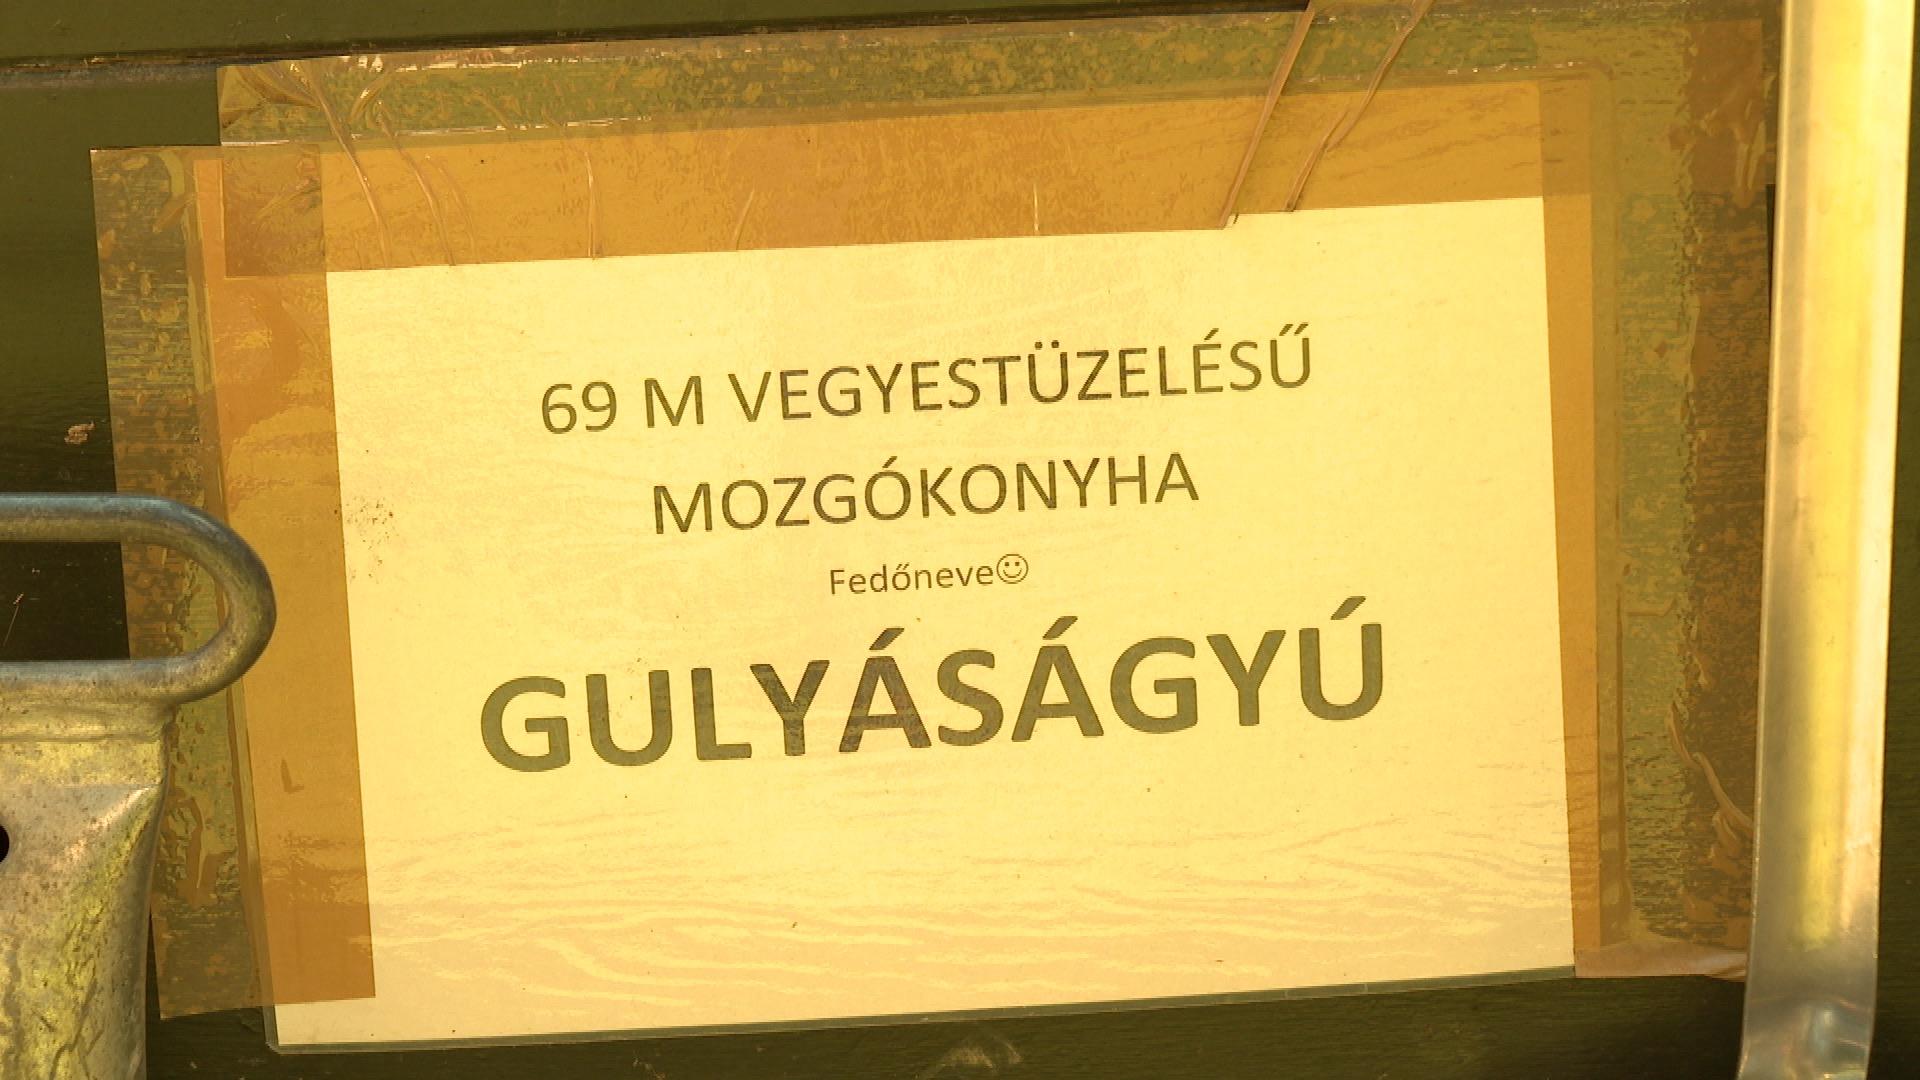 69 M VEGYESTÜZELÉSŰ
MOZGÓKONYHA
Fedőneve☺
GULYÁSÁGYÚ